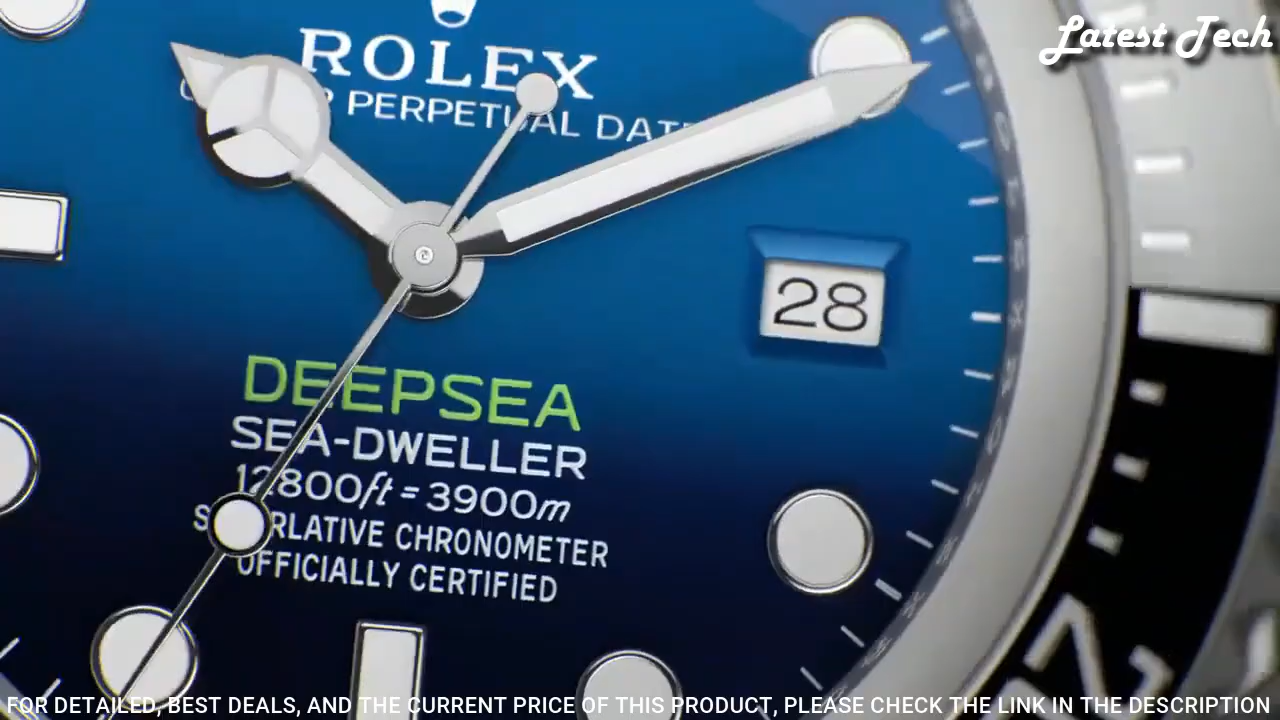 Latest Tech
ROLEX
PERPETUAL
28
DEEPSEA
SEA-DWELLER
12800ft = 3900m
CHRONOMETER
OFFICIALLY CERTIFIED
FOR DETAILED, BEST DEALS, AND THE CURRENT PRICE OF THIS PRODUCT, PLEASE CHECK THE LINK IN THE DESCRIPTION